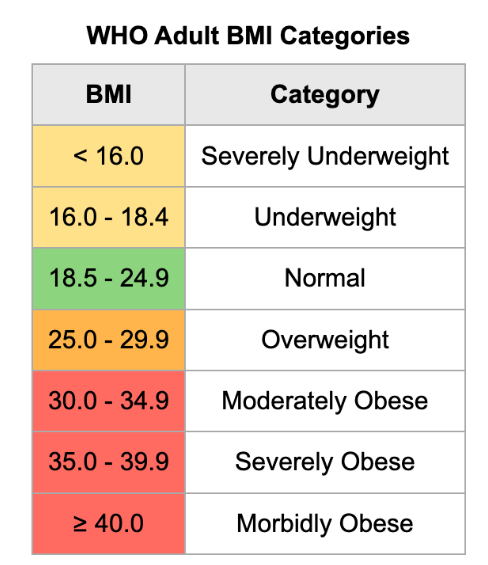 WHO Adult BMI Categories
BMI Category
< 16.0 Severely Underweight
16.0 - 18.4 Underweight
18.5 - 24.9 Normal
25.0 - 29.9 Overweight
30.0 - 34.9 Moderately Obese
35.0 - 39.9 Severely Obese
≥ 40.0 Morbidly Obese